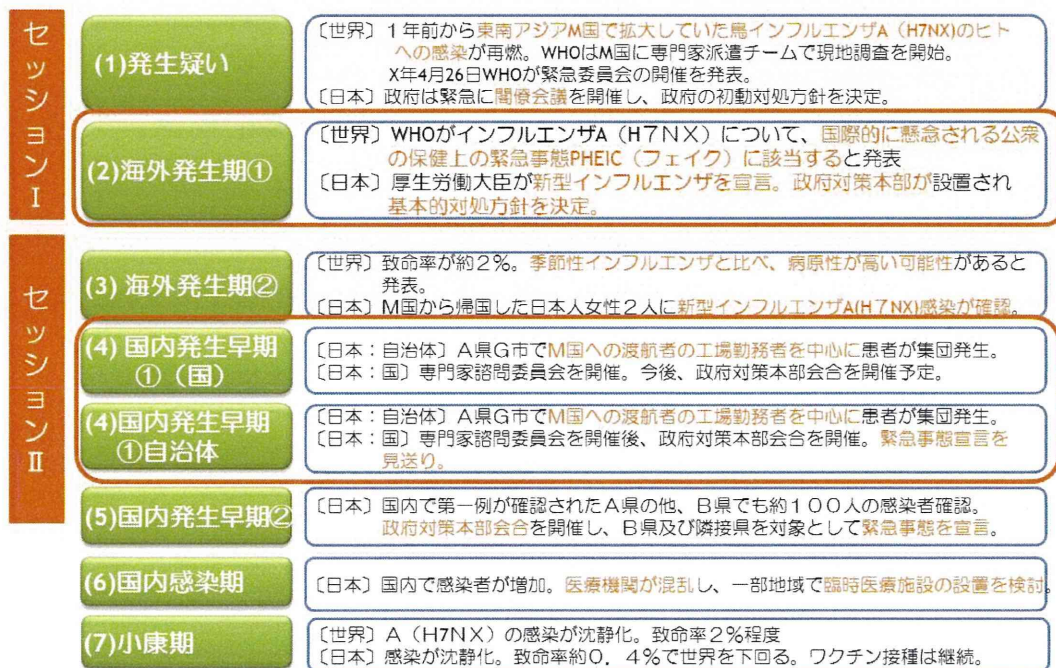 セッションⅠ
(1)発生疑い
〔世界〕１年前から東南アジアM国で拡大していた鳥インフルエンザA（H7NX)のヒト
への感染が再燃。WHOはM国に専門家派遣チームで現地調査を開始。
X年4月26日WHOが緊急委員会の開催を発表。
〔日本〕政府は緊急に閣僚会議を開催し、政府の初動対処方針を決定。
(2)海外発生期①
〔世界〕WHOがインフルエンザA（H７NX）について、国際的に懸念される公衆
の保健上の緊急事態PHEIC（フェイク）に該当すると発表
〔日本〕厚生労働大臣が新型インフルエンザを宣言。政府対策本部が設置され
基本的対処方針を決定。
セッションⅡ
(3) 海外発生期②
〔世界〕致命率が約２%。季節性インフルエンザと比べ、病原性が高い可能性があると
発表。
〔日本〕M国から帰国した日本人女性２人に新型インフルエンザA(H７NX)感染が確認。
(4) 国内発生早期
①（国）
〔日本：自治体〕A県G市でM国への渡航者の工場勤務者を中心に患者が集団発生。
〔日本：国〕専門家諮問委員会を開催。今後、政府対策本部会合を開催予定。
(4)国内発生早期
①自治体
〔日本：自治体〕A県G市でM国への渡航者の工場勤務者を中心に患者が集団発生。
〔日本：国〕専門家諮問委員会を開催後、政府対策本部会合を開催。緊急事態宣言を
見送り。
(5)国内発生早期②
〔日本〕国内で第一例が確認されたA県の他、B県でも約１００人の感染者確認。
政府対策本部会合を開催し、B県及び隣接県を対象として緊急事態を宣言。
(6)国内感染期
〔日本〕国内で感染者が増加。医療機関が混乱し、一部地域で臨時医療施設の設置を検討。
(7)小康期
〔世界〕A（H7NX）の感染が沈静化。致命率２%程度
〔日本〕感染が沈静化。致命率約０．４%で世界を下回る。ワクチン接種は継続。